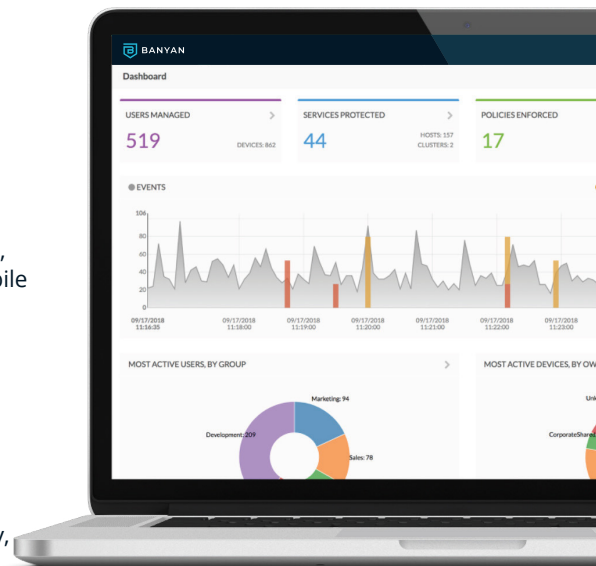 BANYAN
Dashboard
USERS MANAGED
519
DEVICES: 862
SERVICES PROTECTED
44
HOSTS: 157
CLUSTERS: 2
POLICIES ENFORCED
17
EVENTS
106
80
60
40
20
0
09/17/2018 09/17/2018 09/17/2018 09/17/2018 09/17/2018 09/17/2018 09/17/2018
11:16:35 11:18:00 11:19:00 11:20:00 11:21:00 11:22:00 11:23:00
bile
MOST ACTIVE USERS, BY GROUP
Marketing: 94
Development: 209
Sales: 78
MOST ACTIVE DEVICES, BY OW
Unk
CorporateShared
y,